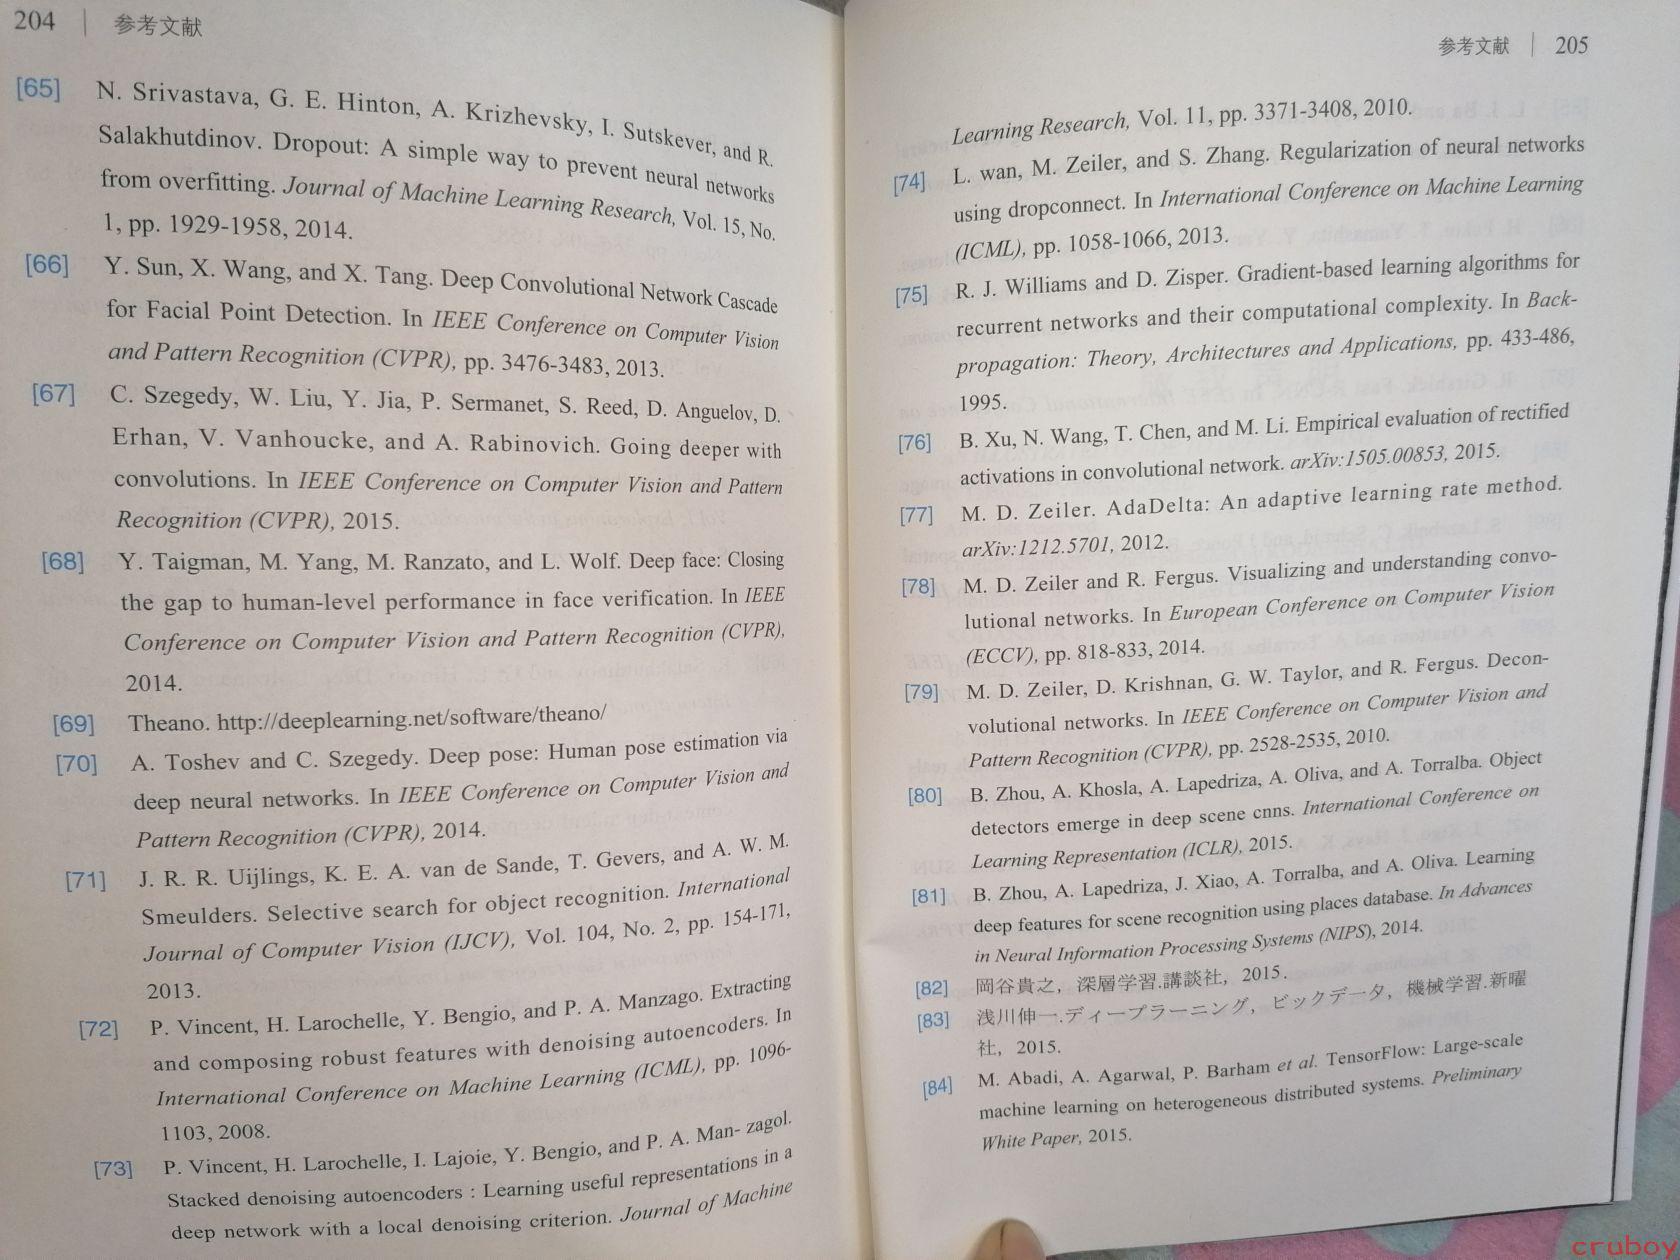 204 | 参考文献
[65] N. Srivastava, G. E. Hinton, A. Krizhevsky, I. Sutskever, and R.
Salakhutdinov. Dropout: A simple way to prevent neural networks
from overfitting. Journal of Machine Learning Research, Vol. 15, No.
1, pp. 1929-1958, 2014.
[66] Y. Sun, X. Wang, and X. Tang. Deep Convolutional Network Cascade
for Facial Point Detection. In IEEE Conference on Computer Vision
and Pattern Recognition (CVPR), pp. 3476-3483, 2013.
[67] C. Szegedy, W. Liu, Y. Jia, P. Sermanet, S. Reed, D. Anguelov, D.
Erhan, V. Vanhoucke, and A. Rabinovich. Going deeper with
convolutions. In IEEE Conference on Computer Vision and Pattern
Recognition (CVPR), 2015.
[68] Y. Taigman, M. Yang, M. Ranzato, and L. Wolf. Deep face: Closing
the gap to human-level performance in face verification. In IEEE
Conference on Computer Vision and Pattern Recognition (CVPR),
2014.
[69] Theano. http://deeplearning.net/software/theano/
[70] A. Toshev and C. Szegedy. Deep pose: Human pose estimation via
deep neural networks. In IEEE Conference on Computer Vision and
Pattern Recognition (CVPR), 2014.
[71] J. R. R. Uijlings, K. E. A. van de Sande, T. Gevers, and A. W. M.
Smeulders. Selective search for object recognition. International
Journal of Computer Vision (IJCV), Vol. 104, No. 2, pp. 154-171,
2013.
[72] P. Vincent, H. Larochelle, Y. Bengio, and P. A. Manzago. Extracting
and composing robust features with denoising autoencoders. In
International Conference on Machine Learning (ICML), pp. 1096-
1103, 2008.
[73] P. Vincent, H. Larochelle, I. Lajoie, Y. Bengio, and P. A. Man- zagol.
Stacked denoising autoencoders : Learning useful representations in a
deep network with a local denoising criterion. Journal of Machine
参考文献 | 205
Learning Research, Vol. 11, pp. 3371-3408, 2010.
[74] L. wan, M. Zeiler, and S. Zhang. Regularization of neural networks
using dropconnect. In International Conference on Machine Learning
(ICML), pp. 1058-1066, 2013.
[75] R. J. Williams and D. Zisper. Gradient-based learning algorithms for
recurrent networks and their computational complexity. In Back-
propagation: Theory, Architectures and Applications, pp. 433-486,
1995.
[76] B. Xu, N. Wang, T. Chen, and M. Li. Empirical evaluation of rectified
activations in convolutional network. arXiv:1505.00853, 2015.
[77] M. D. Zeiler. AdaDelta: An adaptive learning rate method.
arXiv:1212.5701, 2012.
[78] M. D. Zeiler and R. Fergus. Visualizing and understanding convo-
lutional networks. In European Conference on Computer Vision
(ECCV), pp. 818-833, 2014.
[79] M. D. Zeiler, D. Krishnan, G. W. Taylor, and R. Fergus. Decon-
volutional networks. In IEEE Conference on Computer Vision and
Pattern Recognition (CVPR), pp. 2528-2535, 2010.
[80] B. Zhou, A. Khosla, A. Lapedriza, A. Oliva, and A. Torralba. Object
detectors emerge in deep scene cnns. International Conference on
Learning Representation (ICLR), 2015.
[81] B. Zhou, A. Lapedriza, J. Xiao, A. Torralba, and A. Oliva. Learning
deep features for scene recognition using places database. In Advances
in Neural Information Processing Systems (NIPS), 2014.
[82] 岡谷貴之，深層学習.講談社，2015.
[83] 浅川伸一.ディープラーニング，ビックデータ，機械学習.新曜
社，2015.
[84] M. Abadi, A. Agarwal, P. Barham et al. TensorFlow: Large-scale
machine learning on heterogeneous distributed systems. Preliminary
White Paper, 2015.
cruboy